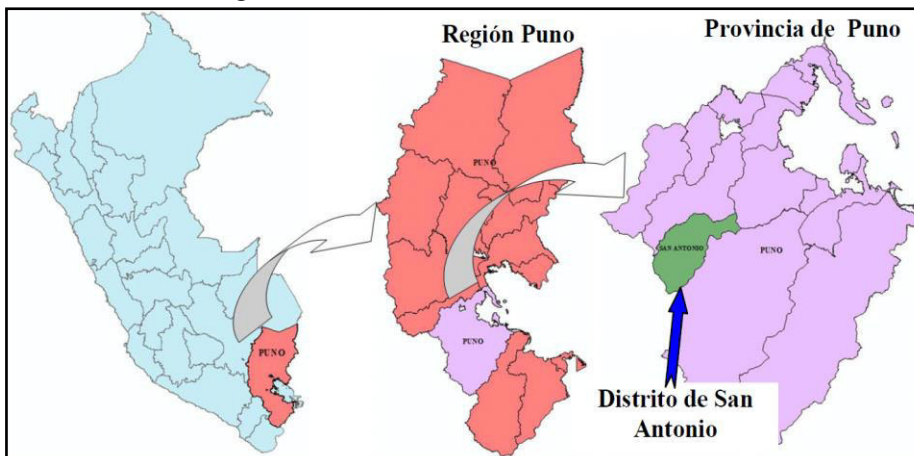 Región Puno
Provincia de Puno
PUNO
PUNO
PUNO
SAN ANTONIO
PUNO
Distrito de San
Antonio